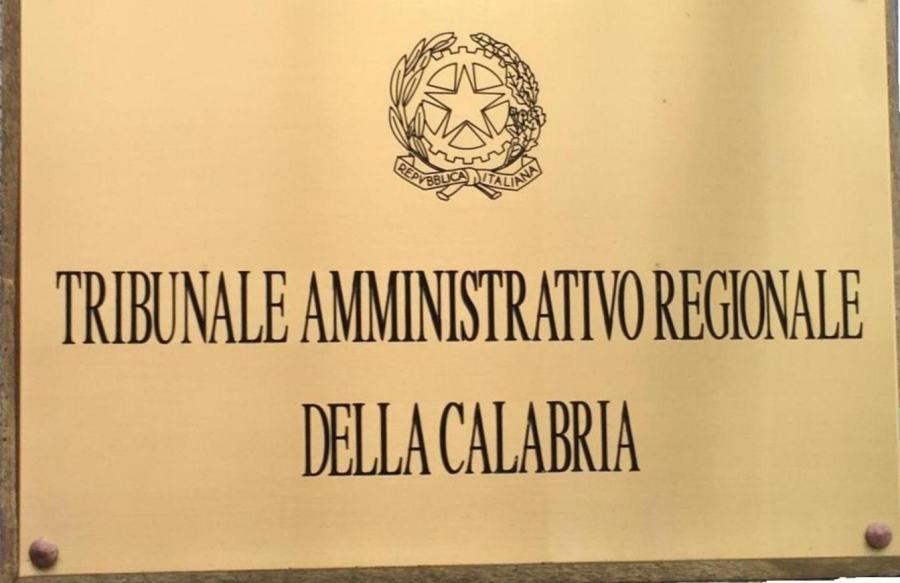 REPVBBLICA ITALIANA
TRIBUNALE AMMINISTRATIVO REGIONALE
DELLA CALABRIA